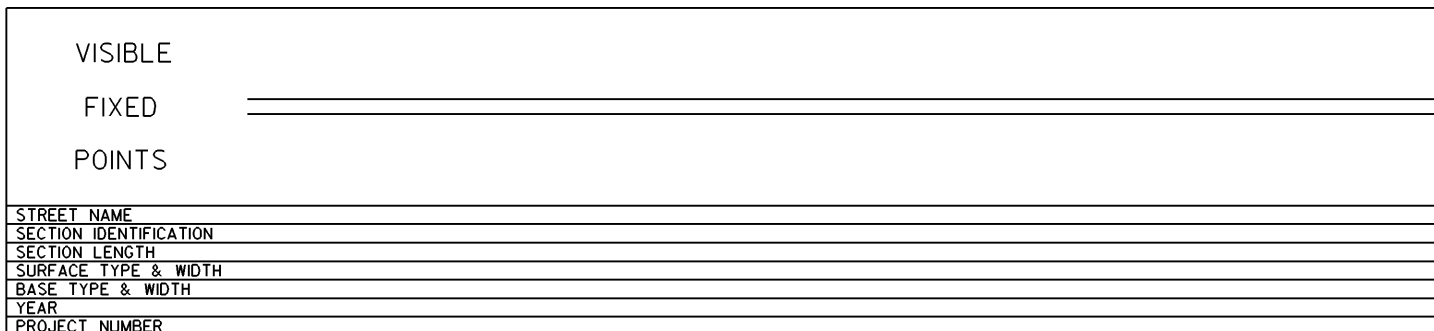 VISIBLE
FIXED
POINTS
STREET NAME
SECTION IDENTIFICATION
SECTION LENGTH
SURFACE TYPE & WIDTH
BASE TYPE & WIDTH
YEAR
PROJECT NUMBER